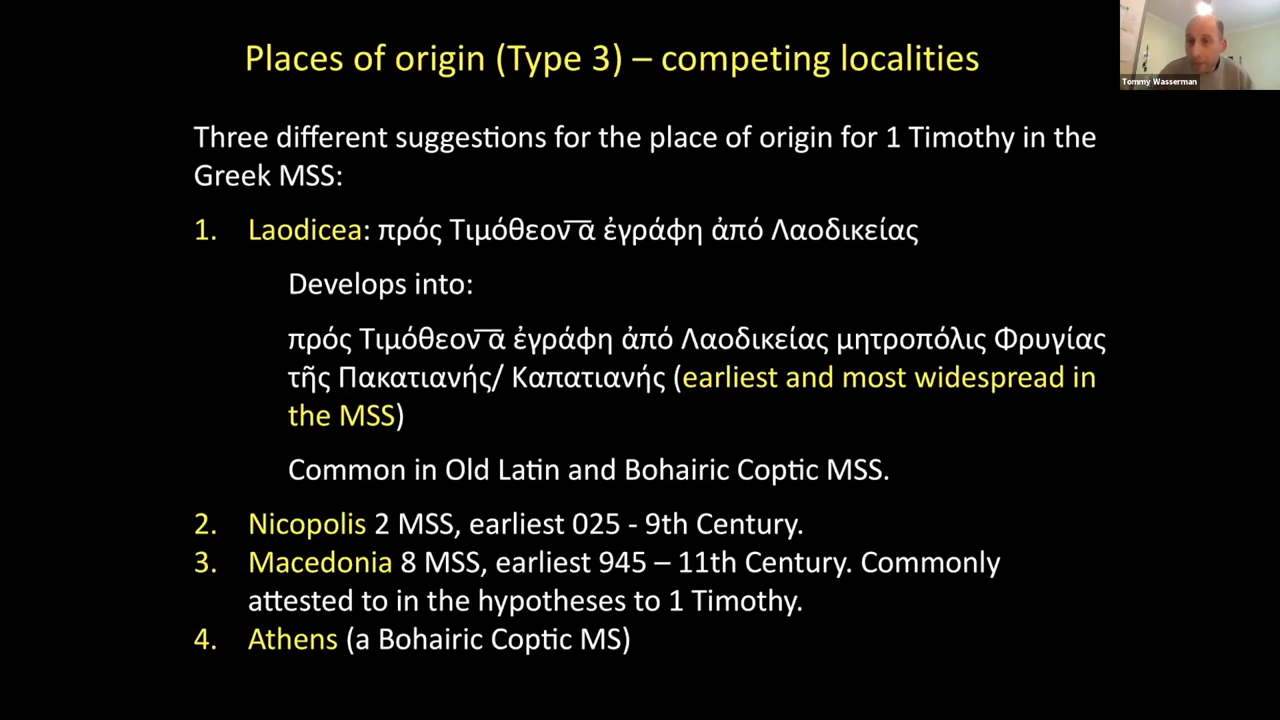 Places of origin (Type 3) – competing localities
Tommy Wasserman
Three different suggestions for the place of origin for 1 Timothy in the
Greek MSS:
1. Laodicea: πρός Τιμόθεον α̅ ἐγράφη ἀπό Λαοδικείας
Develops into:
πρός Τιμόθεον α̅ ἐγράφη ἀπό Λαοδικείας μητροπόλις Φρυγίας
τῆς Πακατιανής/ Καπατιανής (earliest and most widespread in
the MSS)
Common in Old Latin and Bohairic Coptic MSS.
2. Nicopolis 2 MSS, earliest 025 - 9th Century.
3. Macedonia 8 MSS, earliest 945 – 11th Century. Commonly
attested to in the hypotheses to 1 Timothy.
4. Athens (a Bohairic Coptic MS)